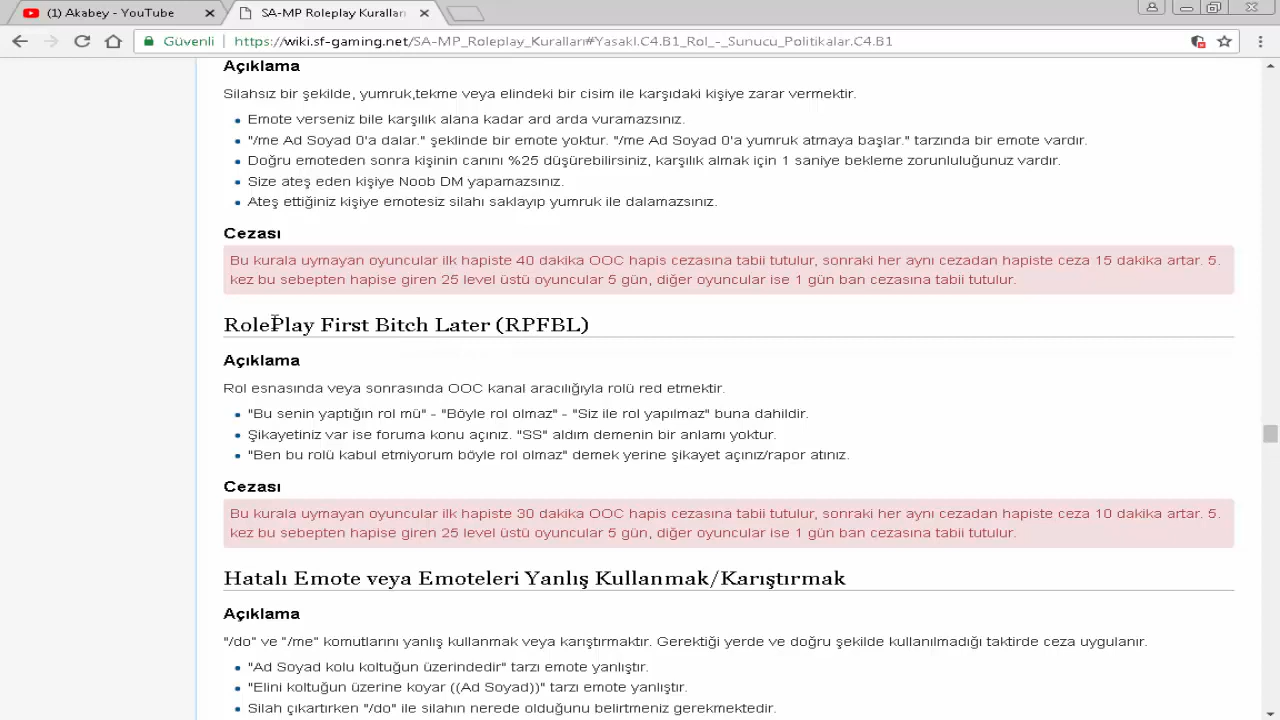 (1) Akabey - YouTube
SA-MP Roleplay Kuralları
Güvenli
https://wiki.sf-gaming.net/SA-MP_Roleplay_Kuralları#Yasakl.C4.B1_Rol_-_Sunucu_Politikalar.C4.B1
Açıklama
Silahsız bir şekilde, yumruk,tekme veya elindeki bir cisim ile karşıdaki kişiye zarar vermektir.
Emote verseniz bile karşılık alana kadar ard arda vuramazsınız.
"/me Ad Soyad 0'a dalar." şeklinde bir emote yoktur. "/me Ad Soyad 0'a yumruk atmaya başlar." tarzında bir emote vardır.
Doğru emoteden sonra kişinin canını %25 düşürebilirsiniz, karşılık almak için 1 saniye bekleme zorunluluğunuz vardır.
Size ateş eden kişiye Noob DM yapamazsınız.
Ateş ettiğiniz kişiye emotesiz silahı saklayıp yumruk ile dalamazsınız.
Cezası
Bu kurala uymayan oyuncular ilk hapiste 40 dakika OOC hapis cezasına tabii tutulur, sonraki her aynı cezadan hapiste ceza 15 dakika artar. 5.
kez bu sebepten hapise giren 25 level üstü oyuncular 5 gün, diğer oyuncular ise 1 gün ban cezasına tabii tutulur.
RolePlay First Bitch Later (RPFBL)
Açıklama
Rol esnasında veya sonrasında OOC kanal aracılığıyla rolü red etmektir.
"Bu senin yaptığın rol mü" - "Böyle rol olmaz" - "Siz ile rol yapılmaz" buna dahildir.
Şikayetiniz var ise foruma konu açınız. "SS" aldım demenin bir anlamı yoktur.
"Ben bu rolü kabul etmiyorum böyle rol olmaz" demek yerine şikayet açınız/rapor atınız.
Cezası
Bu kurala uymayan oyuncular ilk hapiste 30 dakika OOC hapis cezasına tabii tutulur, sonraki her aynı cezadan hapiste ceza 10 dakika artar. 5.
kez bu sebepten hapise giren 25 level üstü oyuncular 5 gün, diğer oyuncular ise 1 gün ban cezasına tabii tutulur.
Hatalı Emote veya Emoteleri Yanlış Kullanmak/Karıştırmak
Açıklama
"/do" ve "/me" komutlarını yanlış kullanmak veya karıştırmaktır. Gerektiği yerde ve doğru şekilde kullanılmadığı taktirde ceza uygulanır.
"Ad Soyad kolu koltuğun üzerindedir" tarzı emote yanlıştır.
"Elini koltuğun üzerine koyar ((Ad Soyad))" tarzı emote yanlıştır.
Silah çıkartırken "/do" ile silahın nerede olduğunu belirtmeniz gerekmektedir.